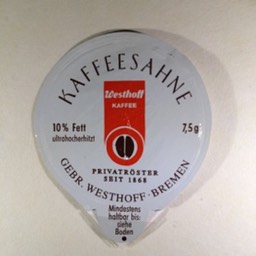 KAFFEESAHNE
Westhoff
KAFFEE
10% Fett
ultrahocherhitzt
7,5g
PRIVATRÖSTER
SEIT 1868
GEBR. WESTHOFF·BREMEN
Mindestens
haltbar bis:
siehe
Boden